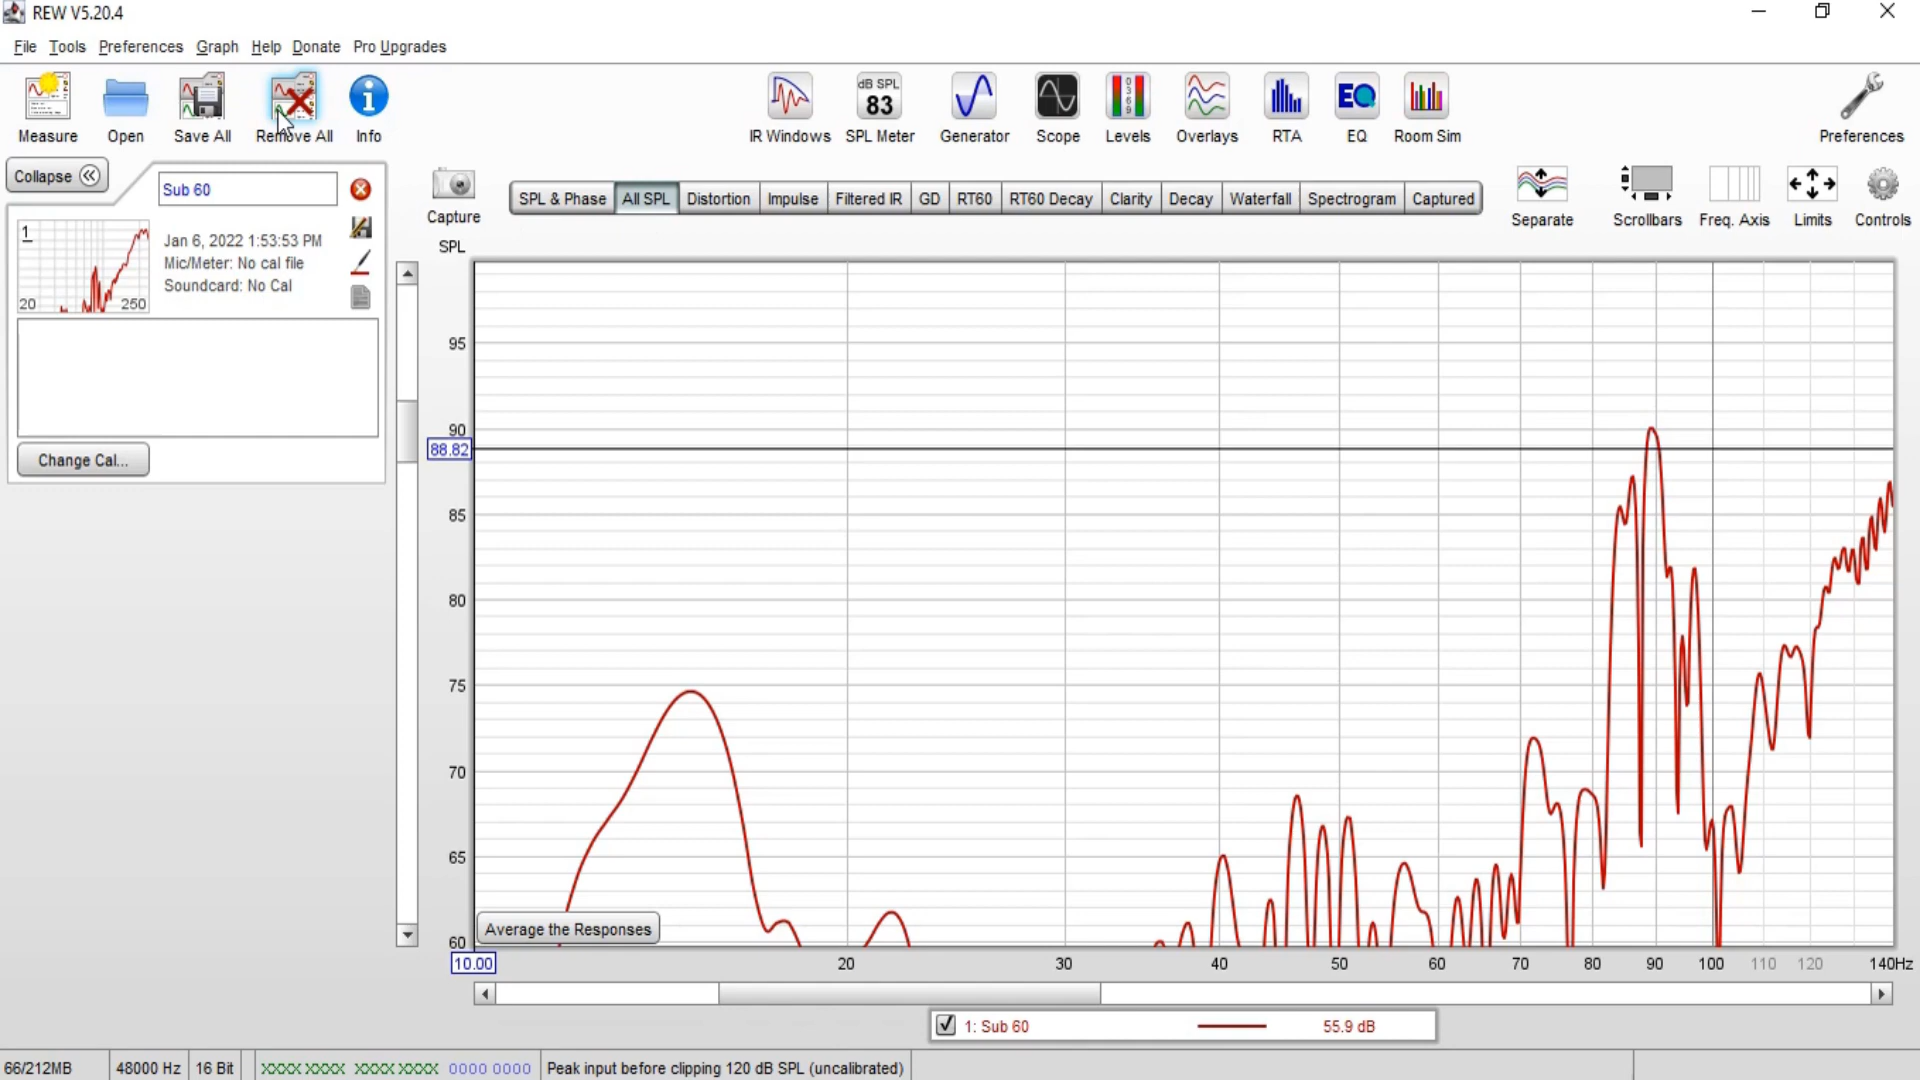 REW V5.20.4
File Tools Preferences Graph Help Donate Pro Upgrades
dB SPL
83
0 3 6 9
EQ
Measure Open Save All Remove All Info IR Windows SPL Meter Generator Scope Levels Overlays RTA EQ Room Sim Preferences
Collapse
Sub 60
1
20 250
Jan 6, 2022 1:53:53 PM
Mic/Meter: No cal file
Soundcard: No Cal
Change Cal...
Capture
SPL & Phase All SPL Distortion Impulse Filtered IR GD RT60 RT60 Decay Clarity Decay Waterfall Spectrogram Captured
Separate Scrollbars Freq. Axis Limits Controls
SPL
95
90
88.82
85
80
75
70
65
60
Average the Responses
10.00 20 30 40 50 60 70 80 90 100 110 120 140Hz
1: Sub 60 55.9 dB
66/212MB 48000 Hz 16 Bit XXXX XXXX XXXX XXXX 0000 0000 Peak input before clipping 120 dB SPL (uncalibrated)